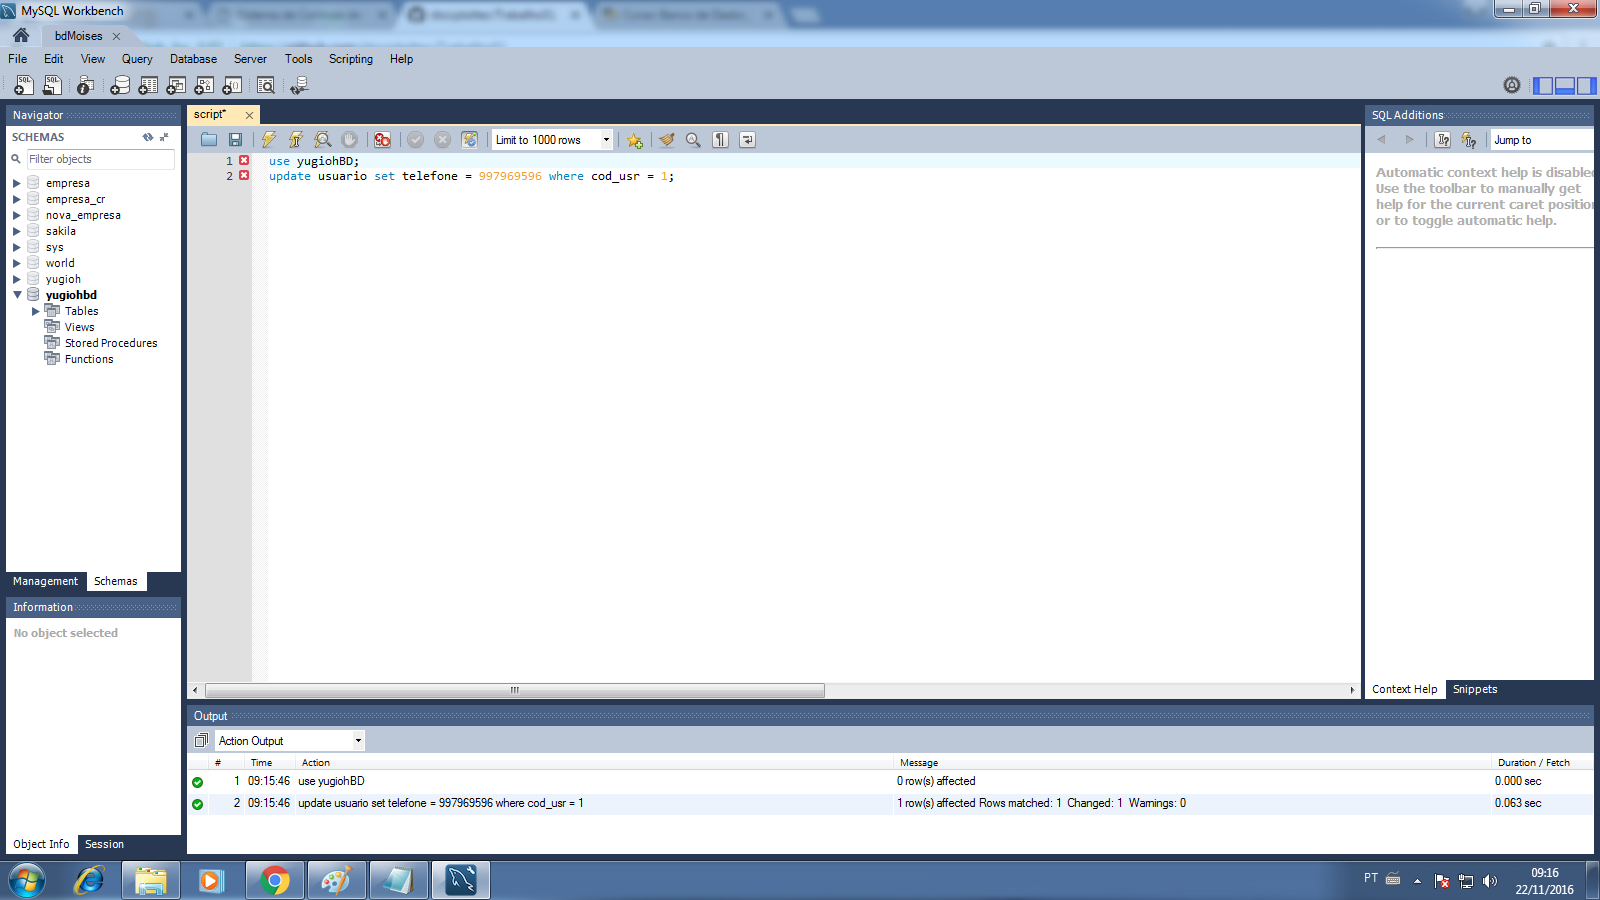 MySQL Workbench
bdMoises
File Edit View Query Database Server Tools Scripting Help
Navigator
SCHEMAS
Filter objects
empresa
empresa_cr
nova_empresa
sakila
sys
world
yugioh
yugiohbd
Tables
Views
Stored Procedures
Functions
Management Schemas
Information
No object selected
Object Info Session
script*
Limit to 1000 rows
1 use yugiohBD;
2 update usuario set telefone = 997969596 where cod_usr = 1;
SQL Additions
Jump to
Automatic context help is disabled
Use the toolbar to manually get
help for the current caret position
or to toggle automatic help.
Context Help Snippets
Output
Action Output
# Time Action Message Duration / Fetch
1 09:15:46 use yugiohBD 0 row(s) affected 0.000 sec
2 09:15:46 update usuario set telefone = 997969596 where cod_usr = 1 1 row(s) affected Rows matched: 1 Changed: 1 Warnings: 0 0.063 sec
PT
09:16
22/11/2016